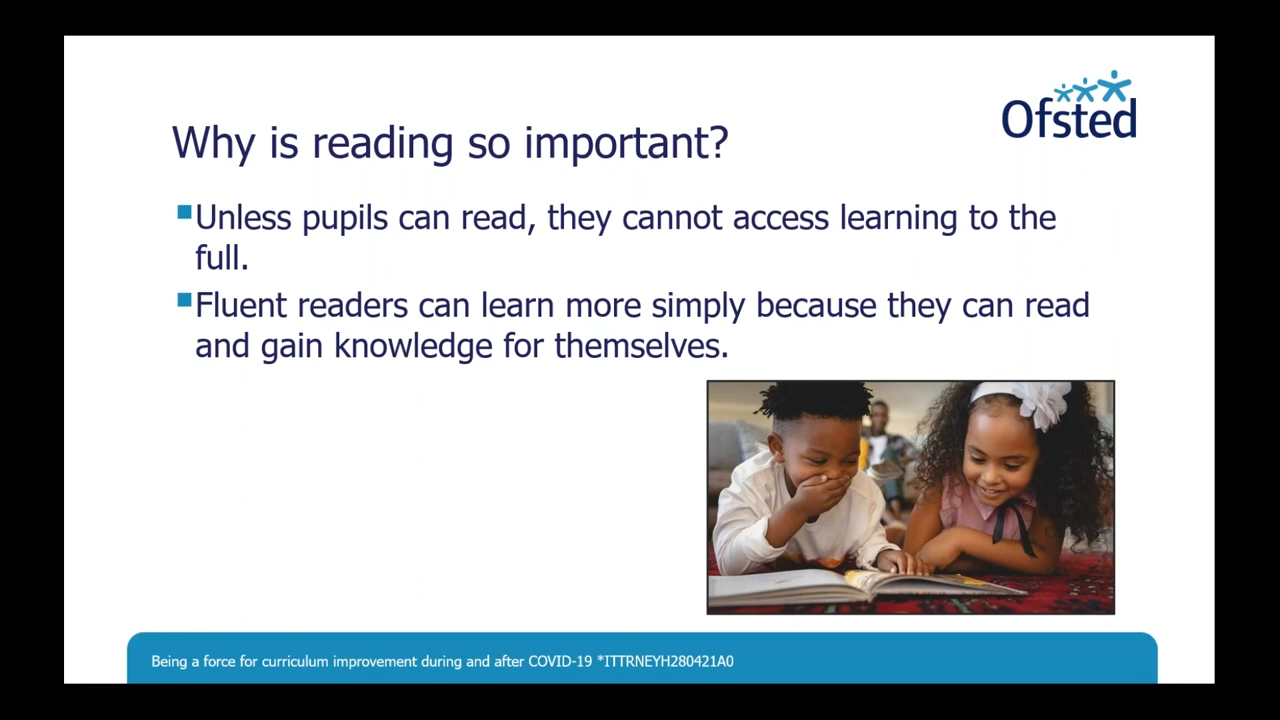 Ofsted
Why is reading so important?
Unless pupils can read, they cannot access learning to the
full.
Fluent readers can learn more simply because they can read
and gain knowledge for themselves.
Being a force for curriculum improvement during and after COVID-19 *ITTRNEYH280421A0